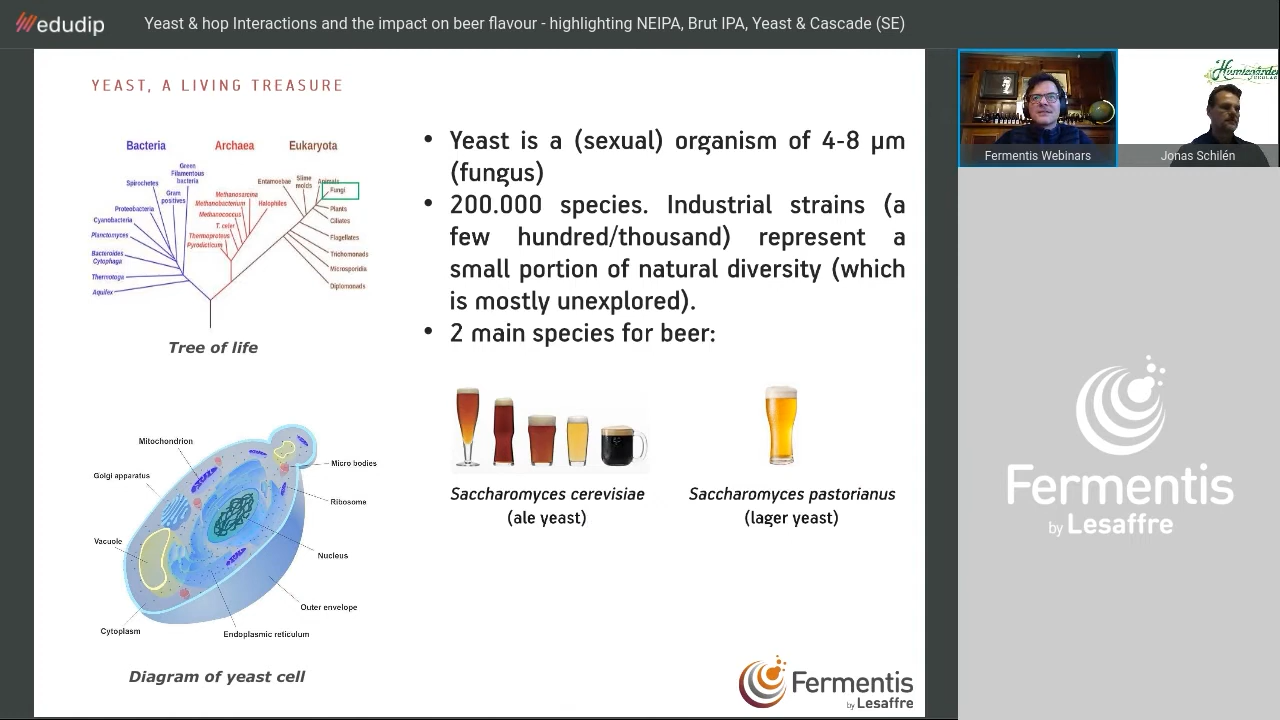 edudip
Yeast & hop Interactions and the impact on beer flavour - highlighting NEIPA, Brut IPA, Yeast & Cascade (SE)
YEAST, A LIVING TREASURE
Bacteria
Archaea
Eukaryota
Green
Filamentous
bacteria
Spirochetes
Gram
positives
Proteobacteria
Cyanobacteria
Planctomyces
Bacteroides
Cytophaga
Thermotoga
Aquifex
Methanosarcina
Methanobacterium
Halophiles
Methanococcus
T. celer
Thermoproteus
Pyrodicticum
Entamoebae
Slime
molds
Animals
Fungi
Plants
Ciliates
Flagellates
Trichomonads
Microsporidia
Diplomonads
Tree of life
• Yeast is a (sexual) organism of 4-8 µm
(fungus)
• 200.000 species. Industrial strains (a
few hundred/thousand) represent a
small portion of natural diversity (which
is mostly unexplored).
• 2 main species for beer:
Saccharomyces cerevisiae
(ale yeast)
Saccharomyces pastorianus
(lager yeast)
Mitochondrion
Golgi apparatus
Vacuole
Cytoplasm
Micro bodies
Ribosome
Nucleus
Outer envelope
Endoplasmic reticulum
Diagram of yeast cell
Fermentis
by Lesaffre
Fermentis Webinars
Jonas Schilén
Fermentis
by Lesaffre